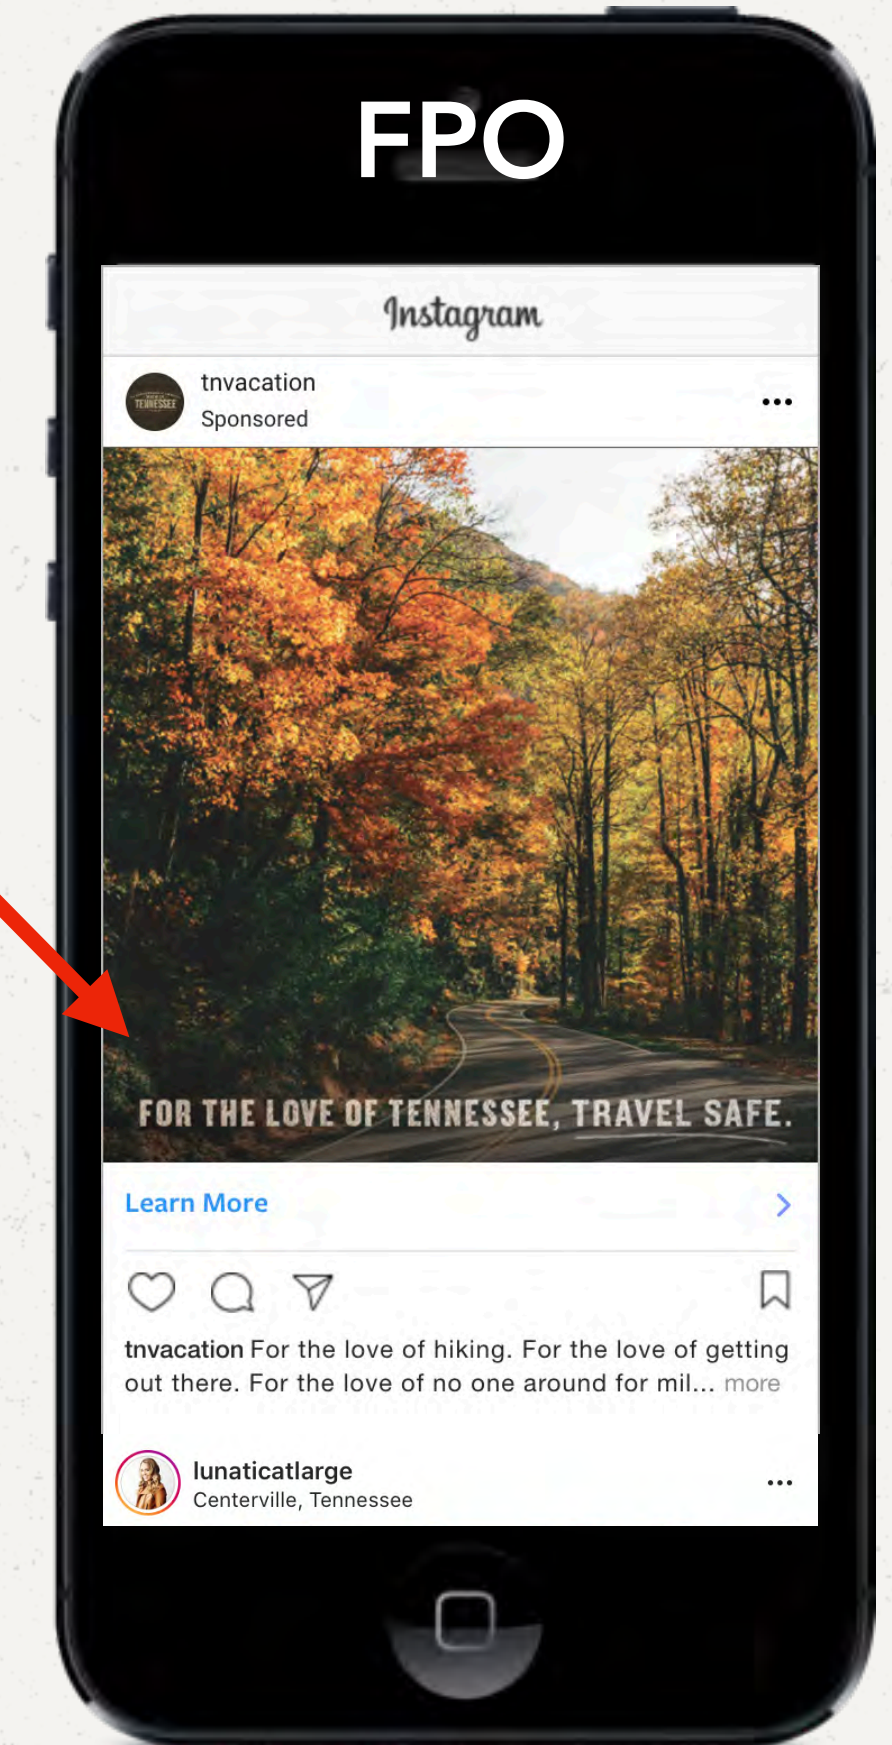 FPO
Instagram
tnvacation
TENNESSEE
Sponsored
•••
FOR THE LOVE OF TENNESSEE, TRAVEL SAFE.
Learn More
tnvacation For the love of hiking. For the love of getting
out there. For the love of no one around for mil... more
lunaticatlarge
Centerville, Tennessee
•••